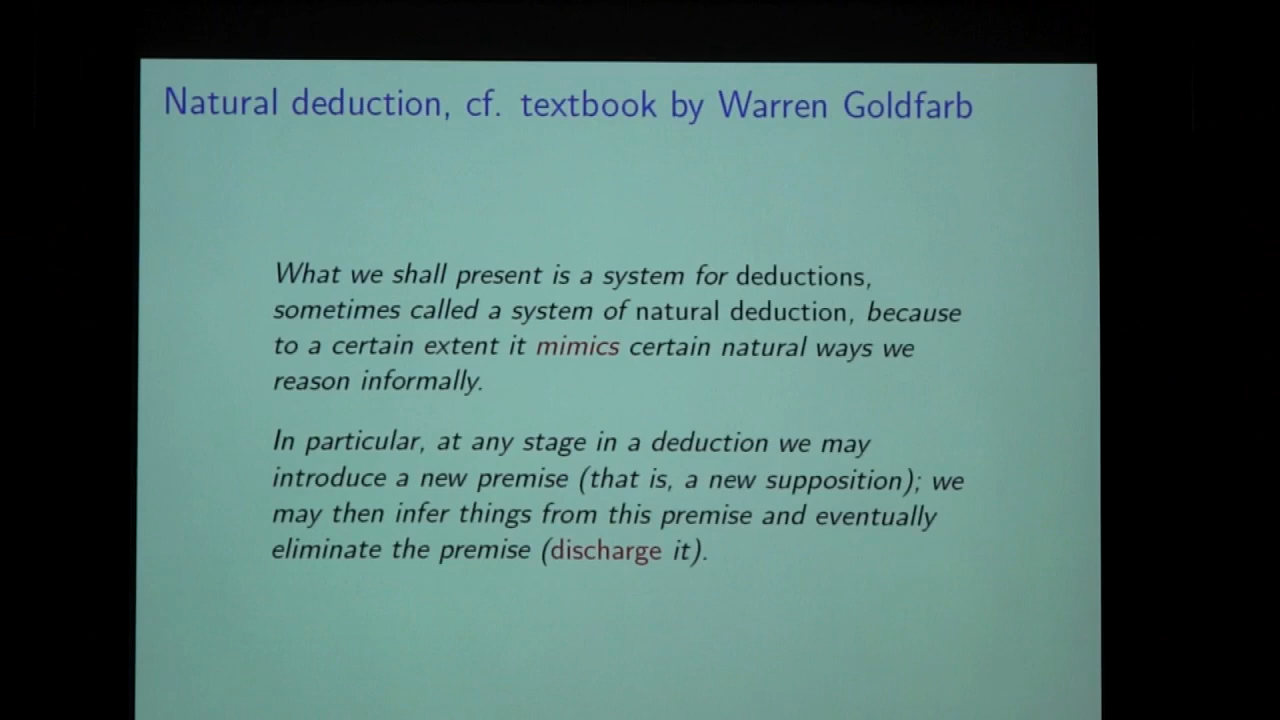 Natural deduction, cf. textbook by Warren Goldfarb
What we shall present is a system for deductions,
sometimes called a system of natural deduction, because
to a certain extent it mimics certain natural ways we
reason informally.
In particular, at any stage in a deduction we may
introduce a new premise (that is, a new supposition); we
may then infer things from this premise and eventually
eliminate the premise (discharge it).